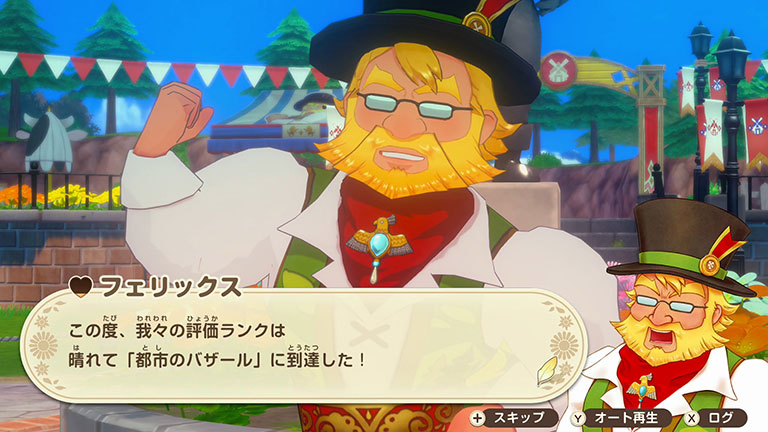 フェリックス
この度、我々の評価ランクは
晴れて「都市のバザール」に到達した！
+ スキップ Y オート再生 X ログ